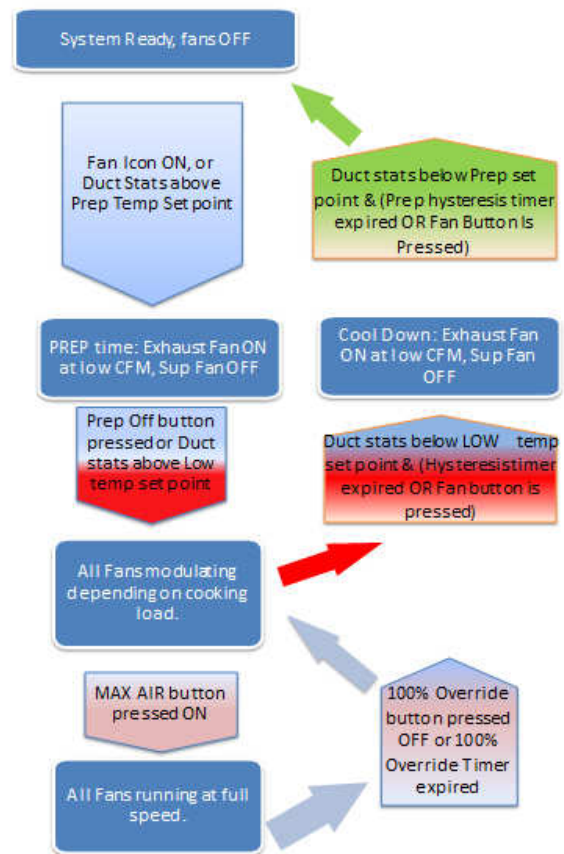 System Ready, fans OFF
Fan Icon ON, or
Duct Stats above
Prep Temp Setpoint
Duct stats below Prep set
point & (Prep hysteresis timer
expired OR Fan Button Is
Pressed)
PREP time: Exhaust Fan ON
at low CFM, Sup Fan OFF
Cool Down: Exhaust Fan
ON at low CFM, Sup Fan
OFF
Prep Off button
pressed or Duct
stats above Low
temp set point
Duct stats below LOW temp
set point & (Hysteresis timer
expired OR Fan button is
pressed)
All Fans modulating
depending on cooking
load.
MAX AIR button
pressed ON
100% Override
button pressed
OFF or 100%
Override Timer
expired
All Fans running at full
speed.